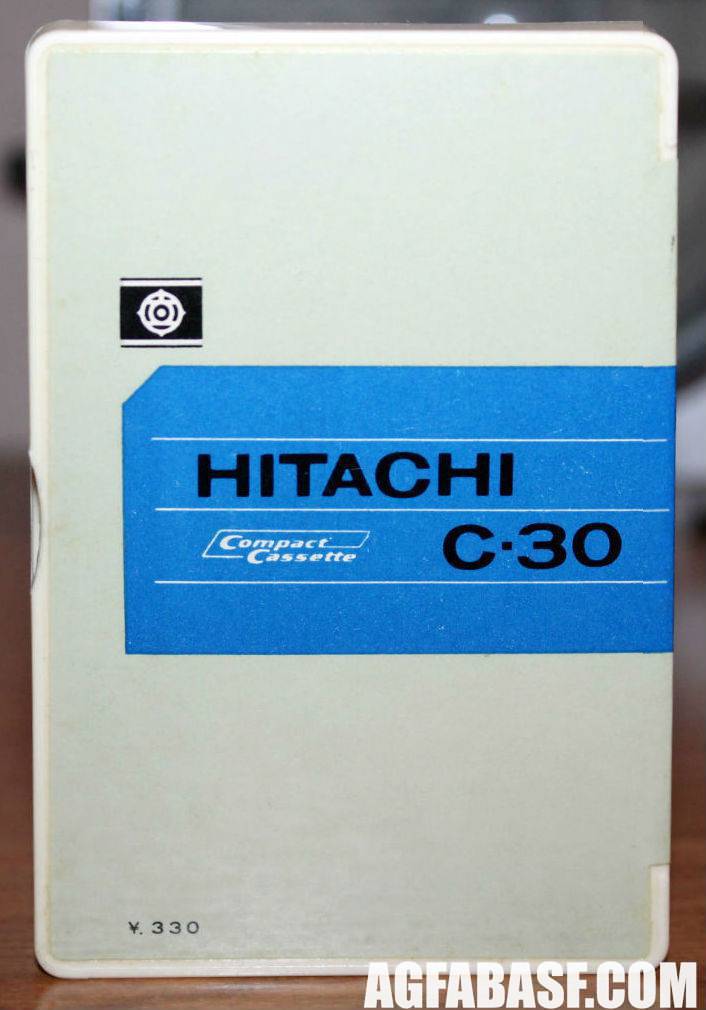 HITACHI
Compact
Cassette
C·30
¥. 330
AGFABASF.COM